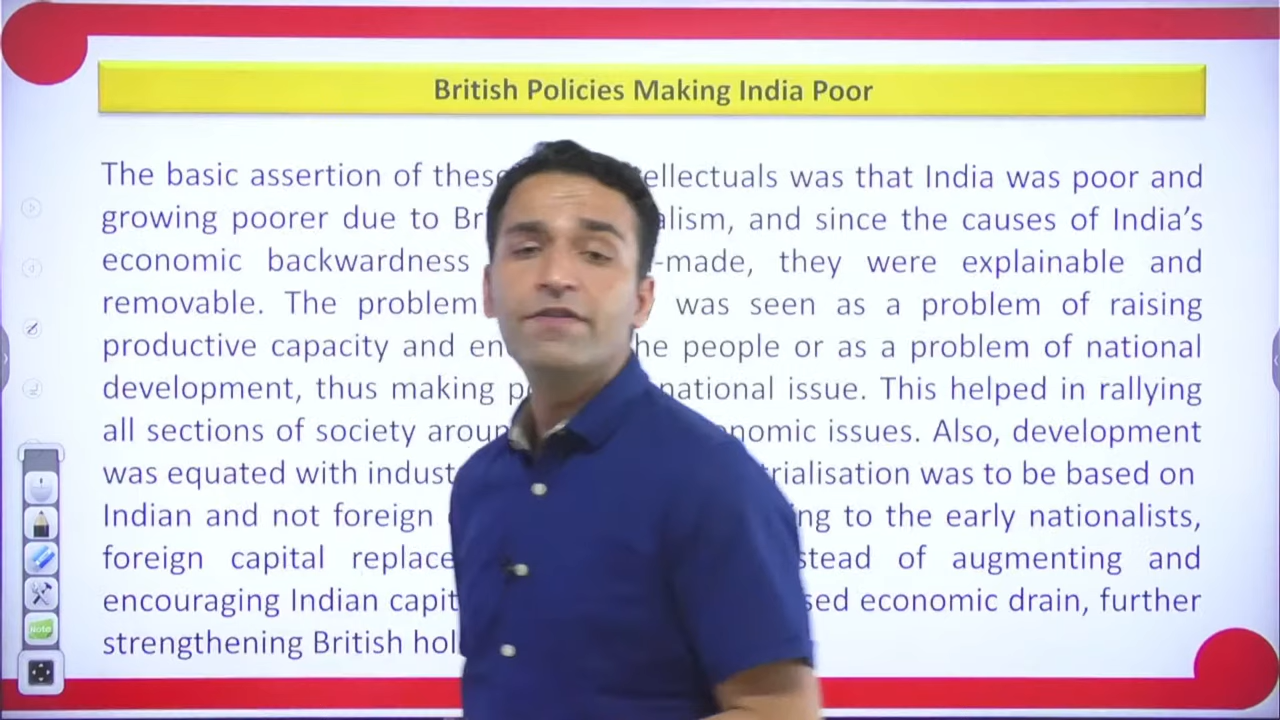 British Policies Making India Poor
The basic assertion of these ellectuals was that India was poor and
growing poorer due to Br alism, and since the causes of India's
economic backwardness -made, they were explainable and
removable. The problem was seen as a problem of raising
productive capacity and en he people or as a problem of national
development, thus making p national issue. This helped in rallying
all sections of society aroun nomic issues. Also, development
was equated with indust rialisation was to be based on
Indian and not foreign ng to the early nationalists,
foreign capital replace stead of augmenting and
encouraging Indian capit sed economic drain, further
strengthening British hol
Note